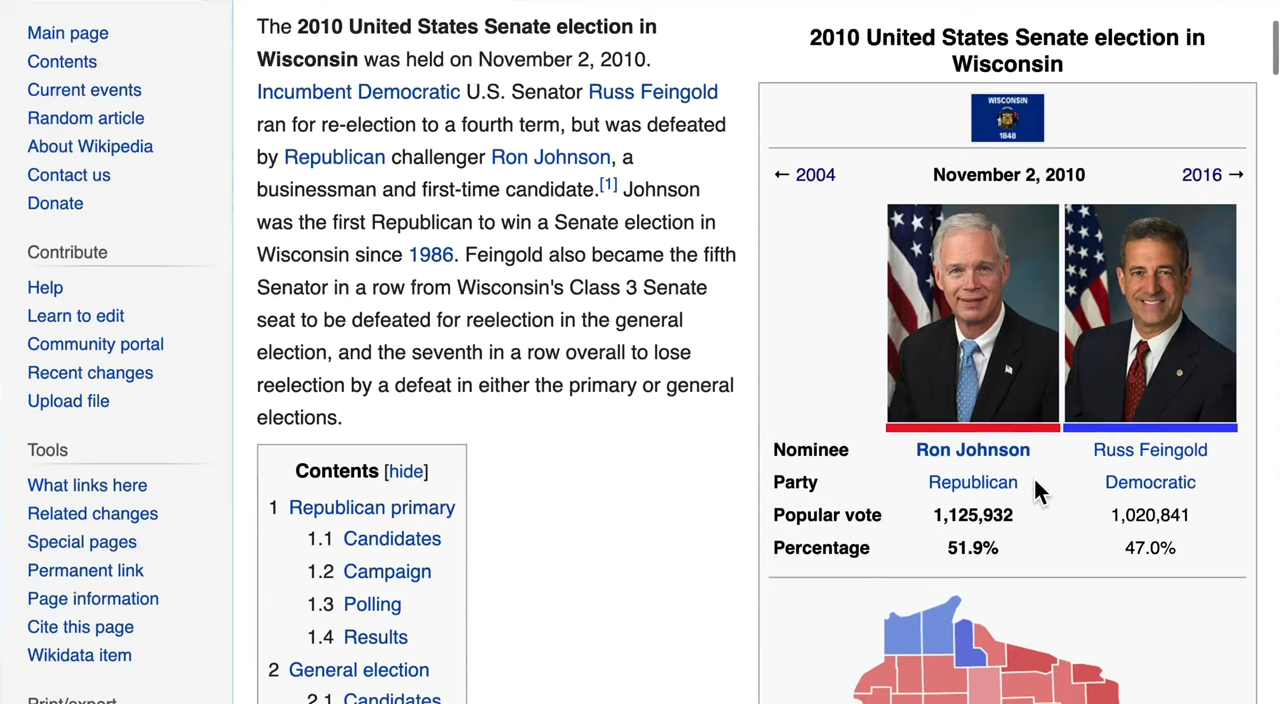 Main page
Contents
Current events
Random article
About Wikipedia
Contact us
Donate
Contribute
Help
Learn to edit
Community portal
Recent changes
Upload file
Tools
What links here
Related changes
Special pages
Permanent link
Page information
Cite this page
Wikidata item
Print/export
The 2010 United States Senate election in
Wisconsin was held on November 2, 2010.
Incumbent Democratic U.S. Senator Russ Feingold
ran for re-election to a fourth term, but was defeated
by Republican challenger Ron Johnson, a
businessman and first-time candidate.[1] Johnson
was the first Republican to win a Senate election in
Wisconsin since 1986. Feingold also became the fifth
Senator in a row from Wisconsin's Class 3 Senate
seat to be defeated for reelection in the general
election, and the seventh in a row overall to lose
reelection by a defeat in either the primary or general
elections.
Contents [hide]
1 Republican primary
1.1 Candidates
1.2 Campaign
1.3 Polling
1.4 Results
2 General election
2.1 Candidates
2010 United States Senate election in
Wisconsin
WISCONSIN
1848
← 2004 November 2, 2010 2016 →
Nominee Ron Johnson Russ Feingold
Party Republican Democratic
Popular vote 1,125,932 1,020,841
Percentage 51.9% 47.0%